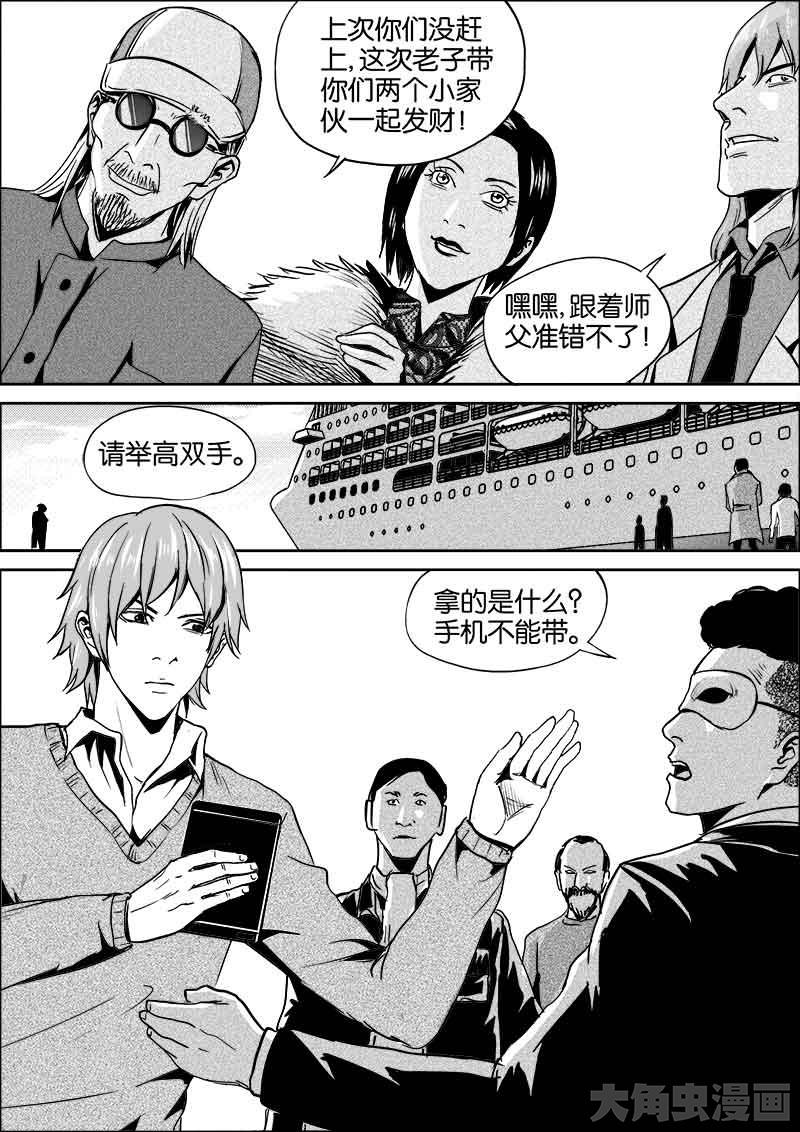 上次你们没赶
上,这次老子带
你们两个小家
伙一起发财!
嘿嘿,跟着师
父准错不了!
请举高双手。
拿的是什么?
手机不能带。
大角虫漫画